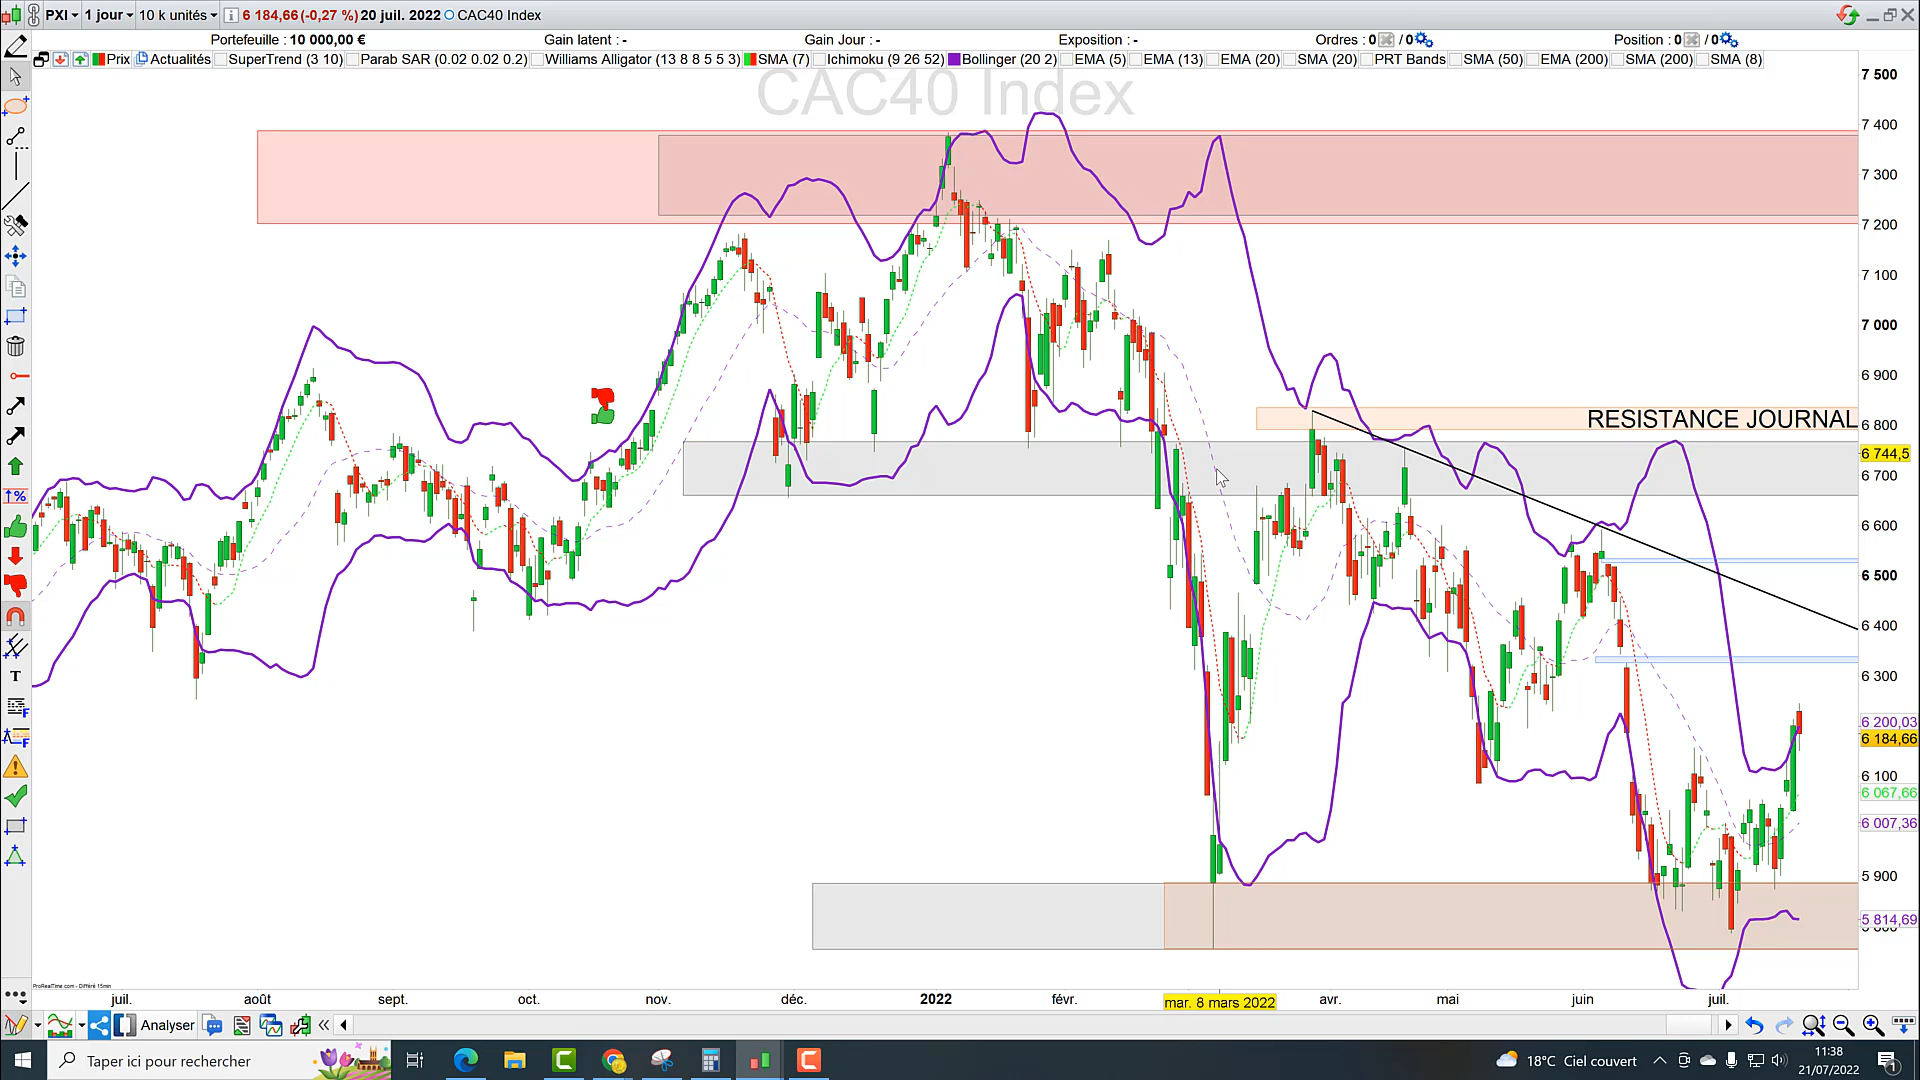 PXI 1 jour 10 k unités 6 184,66 (-0,27 %) 20 juil. 2022 CAC40 Index
Portefeuille : 10 000,00 € Gain latent : - Gain Jour : - Exposition : - Ordres : 0 / 0 Position : 0 / 0
Prix Actualités SuperTrend (3 10) Parab SAR (0.02 0.02 0.2) Williams Alligator (13 8 8 5 5 3) SMA (7) Ichimoku (9 26 52) Bollinger (20 2) EMA (5) EMA (13) EMA (20) SMA (20) PRT Bands SMA (50) EMA (200) SMA (200) SMA (8)
CAC40 Index
7 500
7 400
7 300
7 200
7 100
7 000
6 900
RESISTANCE JOURNAL
6 800
6 744,5
6 700
6 600
6 500
6 400
6 300
6 200,03
6 184,66
6 100
6 067,66
6 007,36
5 900
5 814,69
ProRealTime.com - Différé 15min
juil. août sept. oct. nov. déc. 2022 févr. mar. 8 mars 2022 avr. mai juin juil.
Analyser
Taper ici pour rechercher
18°C Ciel couvert
11:38
21/07/2022
1